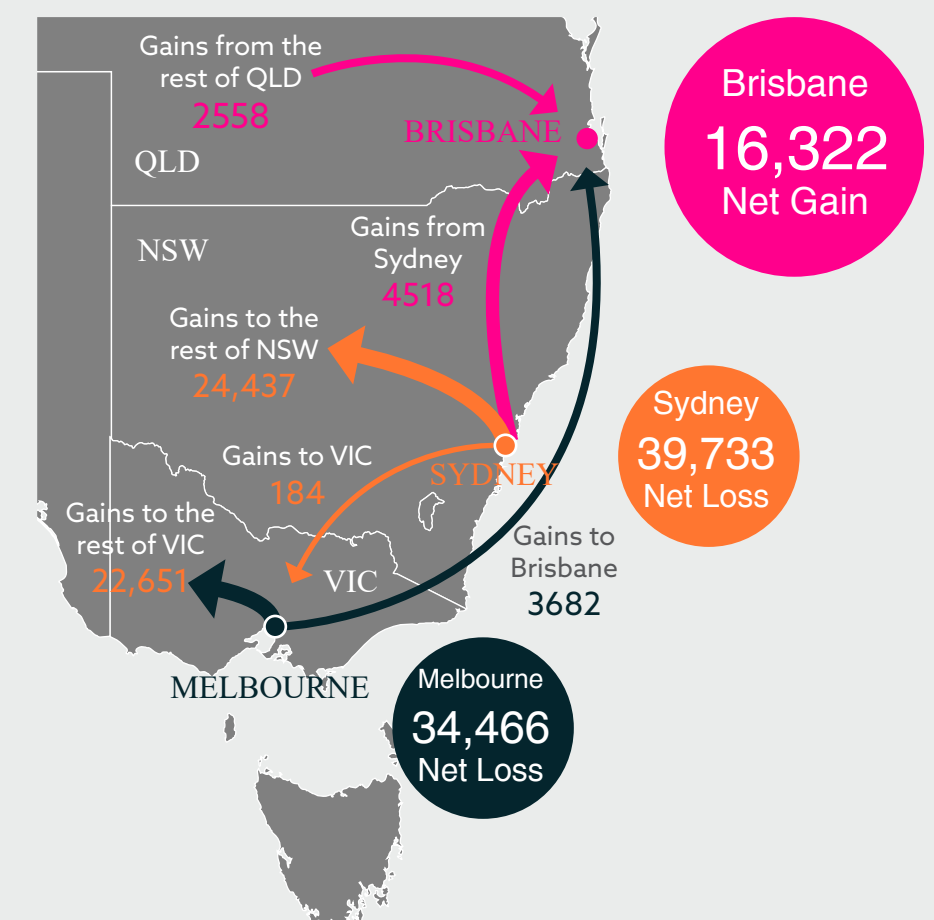 Gains from the
rest of QLD
2558
BRISBANE
QLD
Brisbane
16,322
Net Gain
NSW
Gains from
Sydney
4518
Gains to the
rest of NSW
24,437
Sydney
39,733
Net Loss
Gains to VIC
184
SYDNEY
Gains to the
rest of VIC
22,651
VIC
Gains to
Brisbane
3682
MELBOURNE
Melbourne
34,466
Net Loss